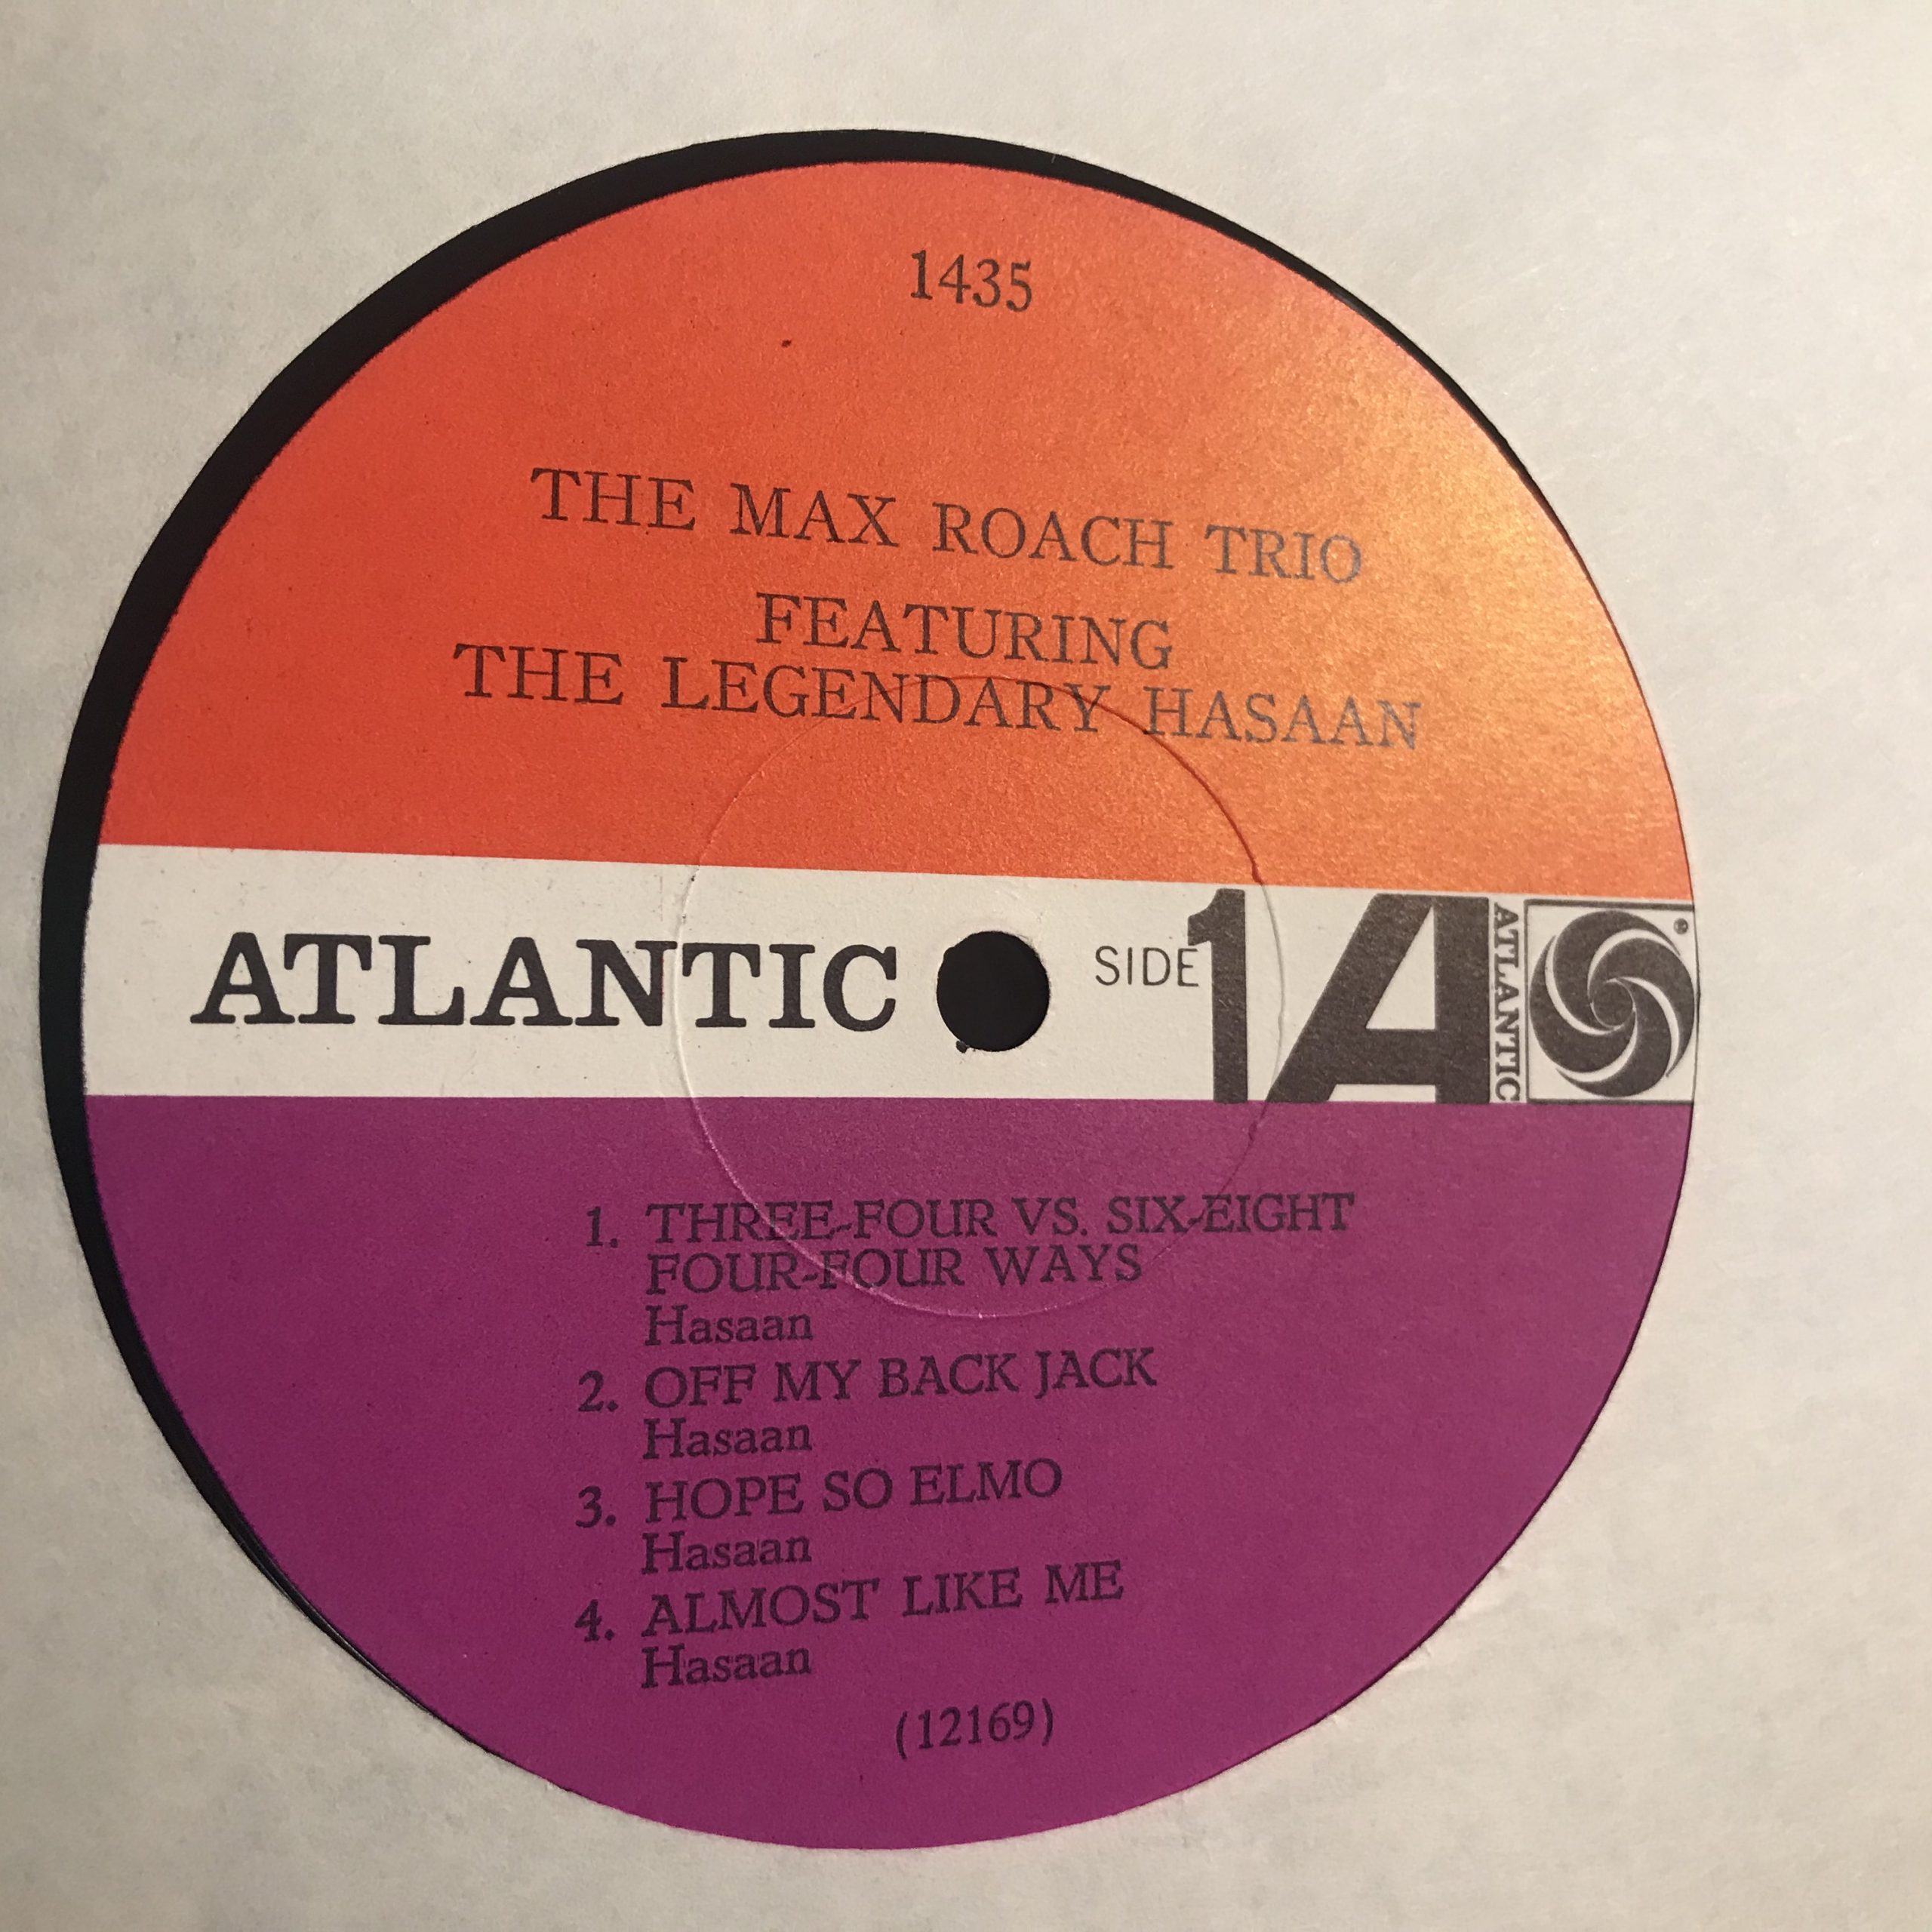 1435
THE MAX ROACH TRIO
FEATURING
THE LEGENDARY HASAAN
ATLANTIC
SIDE 1
A
ATLANTIC
®
1. THREE-FOUR VS. SIX-EIGHT
FOUR-FOUR WAYS
Hasaan
2. OFF MY BACK JACK
Hasaan
3. HOPE SO ELMO
Hasaan
4. ALMOST LIKE ME
Hasaan
(12169)